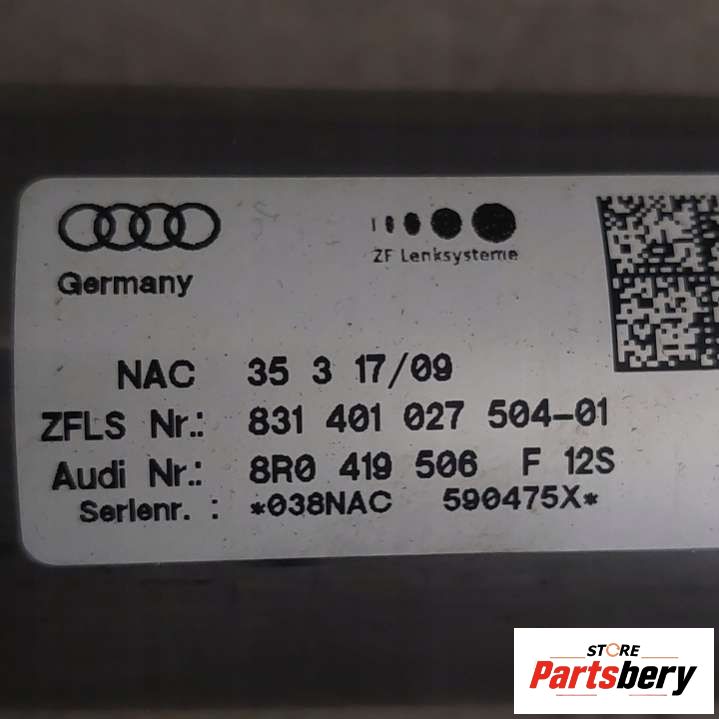 Germany
ZF Lenksysteme
NAC 35 3 17/09
ZFLS Nr.: 831 401 027 504-01
Audi Nr.: 8R0 419 506 F 12S
Serienr. : *038NAC 590475X*
STORE
Partsbery